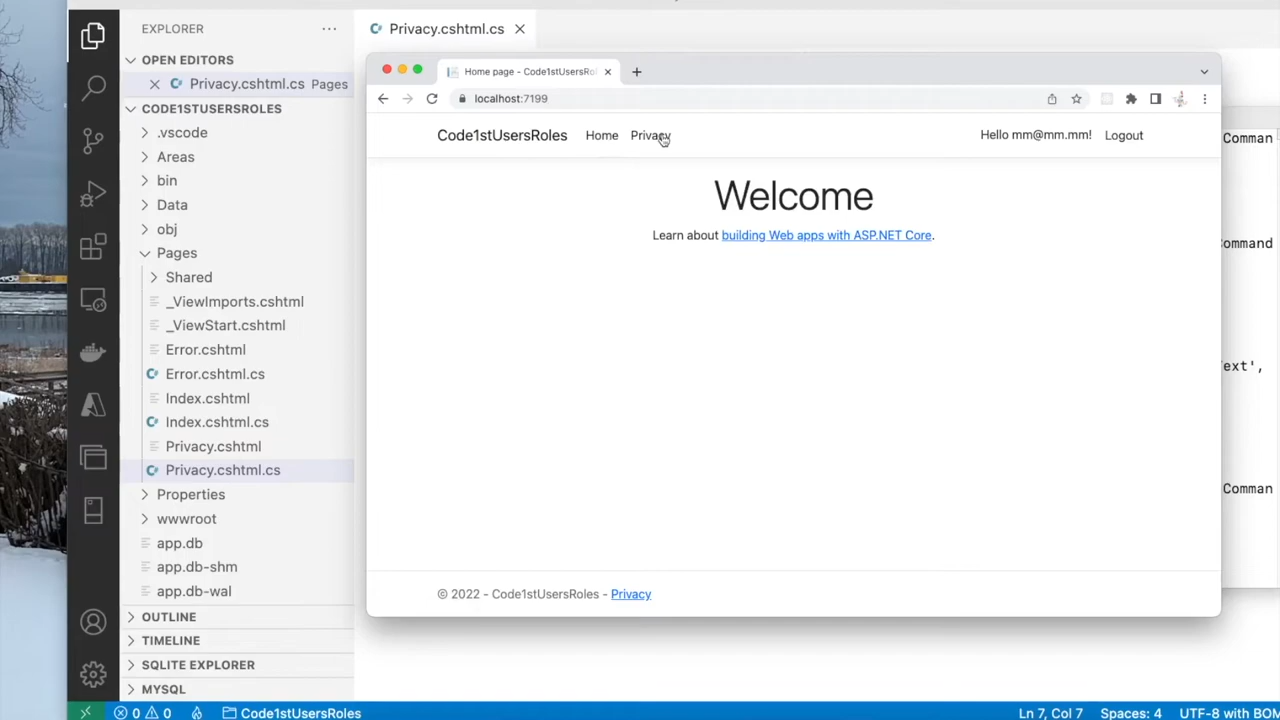 EXPLORER
OPEN EDITORS
Privacy.cshtml.cs Pages
CODE1STUSERSROLES
.vscode
Areas
bin
Data
obj
Pages
Shared
_ViewImports.cshtml
_ViewStart.cshtml
Error.cshtml
Error.cshtml.cs
Index.cshtml
Index.cshtml.cs
Privacy.cshtml
Privacy.cshtml.cs
Properties
wwwroot
app.db
app.db-shm
app.db-wal
OUTLINE
TIMELINE
SQLITE EXPLORER
MYSQL
Privacy.cshtml.cs
Home page - Code1stUsersRol
localhost:7199
Code1stUsersRoles Home Privacy Hello mm@mm.mm! Logout
Welcome
Learn about building Web apps with ASP.NET Core.
© 2022 - Code1stUsersRoles - Privacy
Comman
ommand
ext',
Comman
0 0 Code1stUsersRoles Ln 7, Col 7 Spaces: 4 UTF-8 with BOM